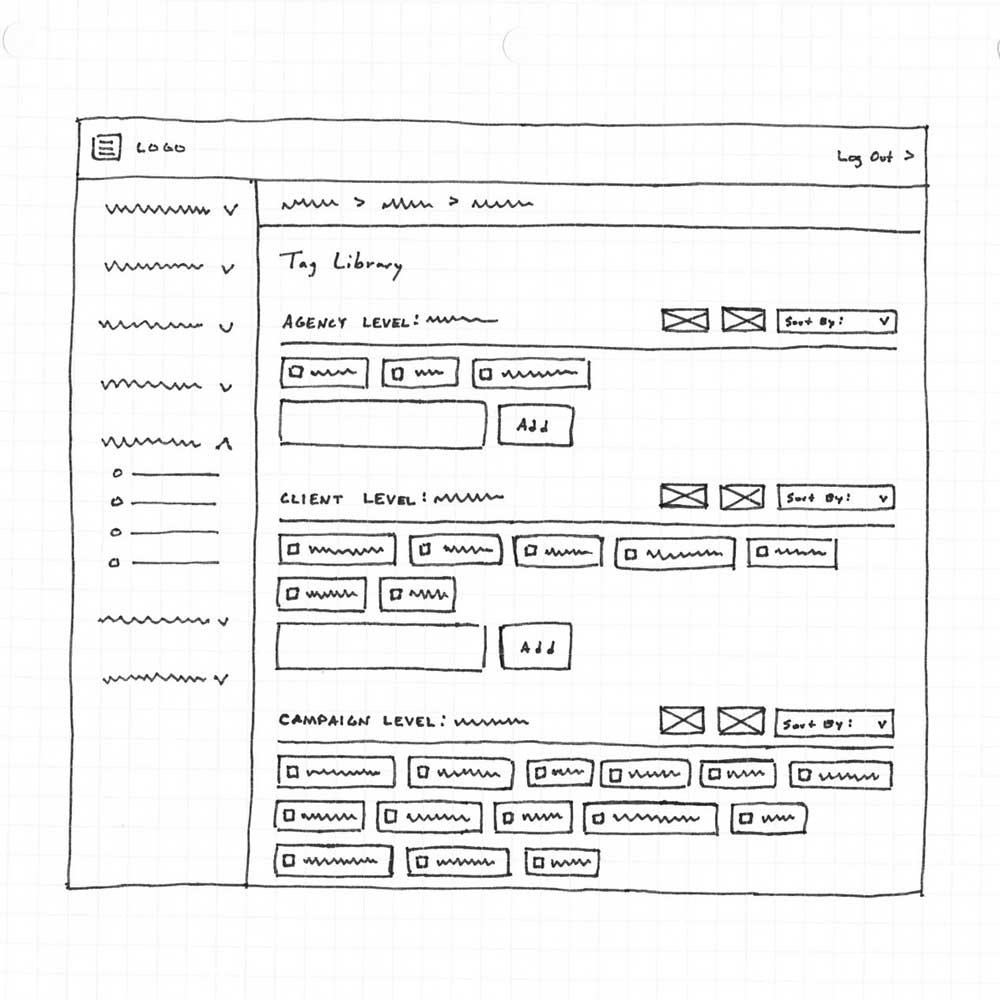 LOGO
Log Out >
> >
Tag Library
AGENCY LEVEL:
Sort By:
Add
CLIENT LEVEL:
Sort By:
Add
CAMPAIGN LEVEL:
Sort By: